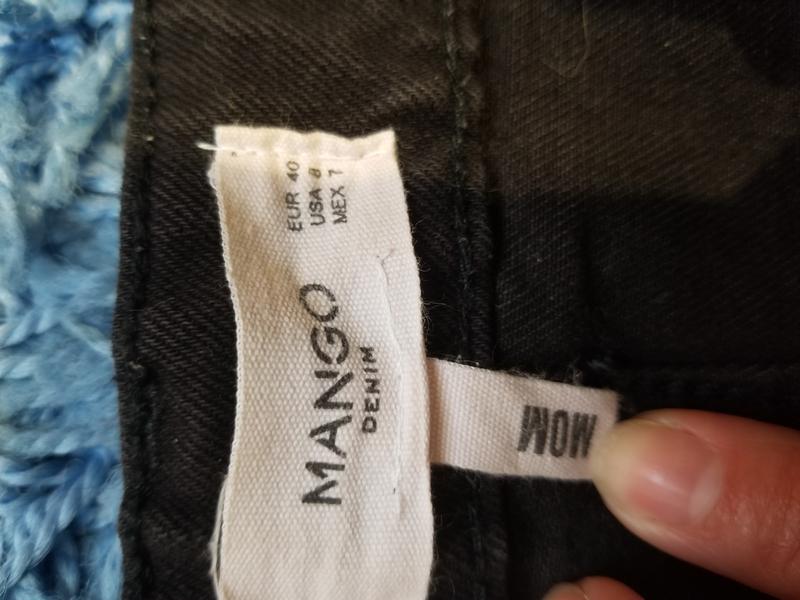 EUR 40
USA 8
MEX 7
MANGO
DENIM
MOM